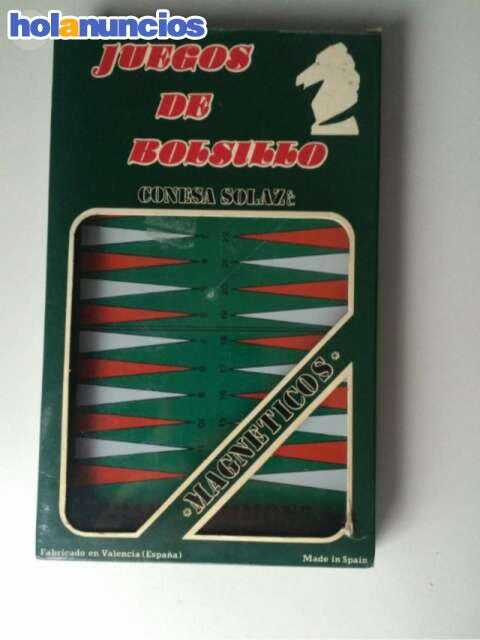 holanuncios
JUEGOS
DE
BOLSILLO
CONESA SOLAZ
MAGNETICOS
Fabricado en Valencia (España)
Made in Spain